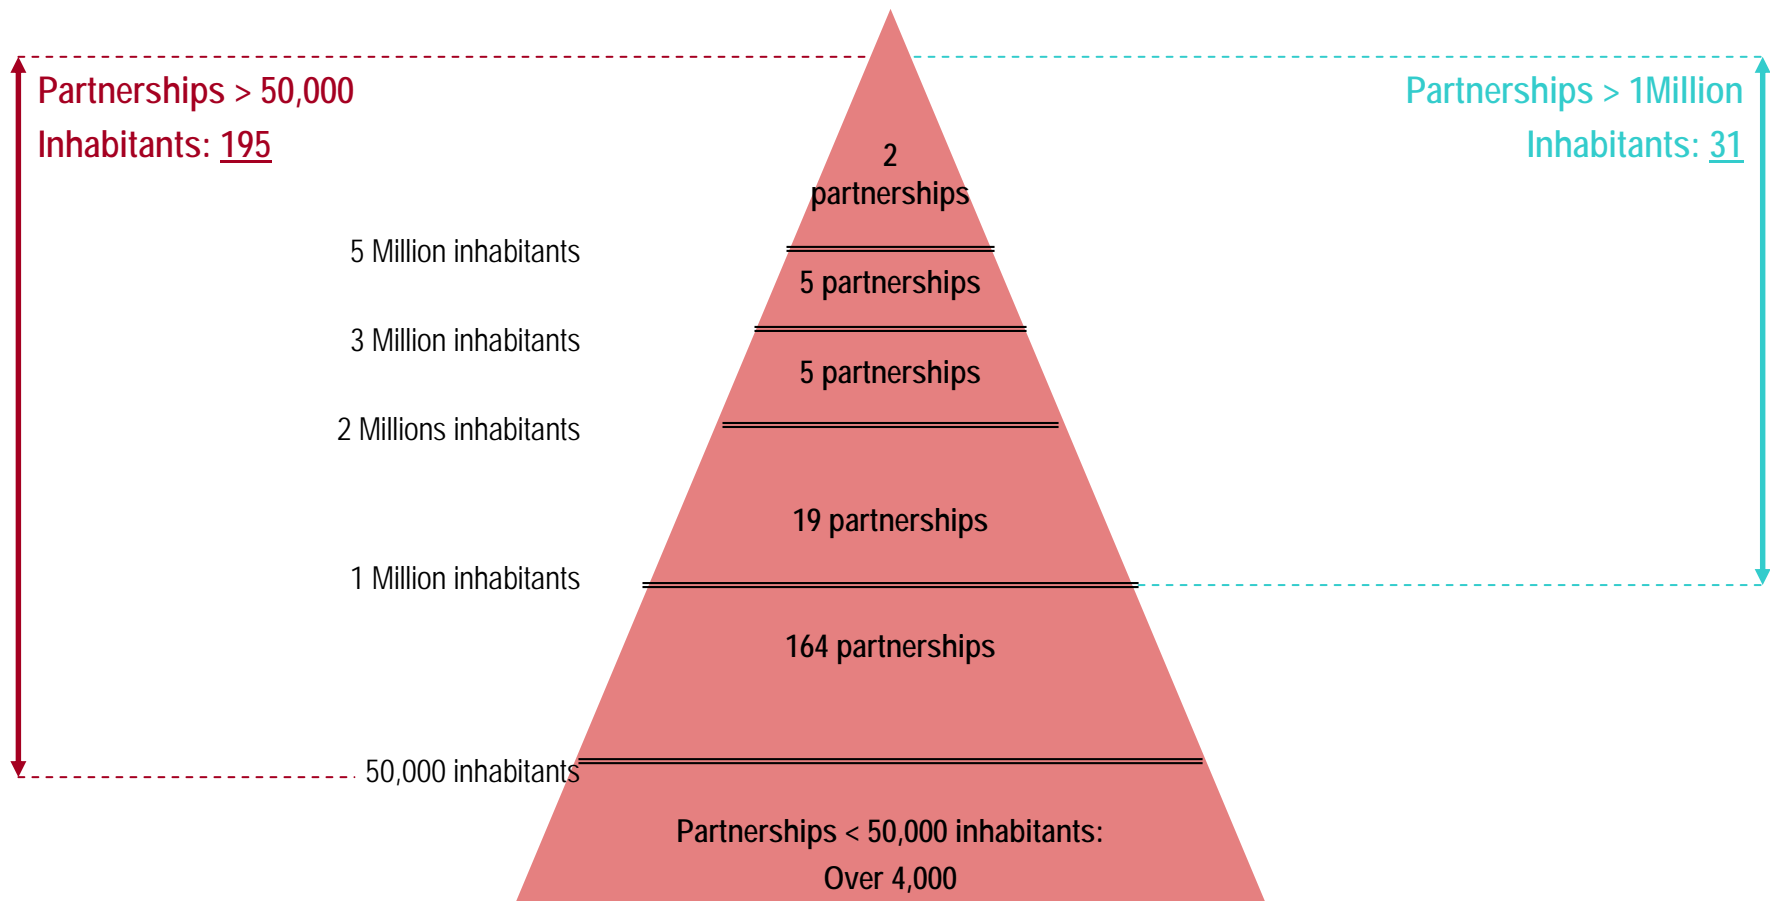 Partnerships > 50,000
Inhabitants: 195
Partnerships > 1Million
Inhabitants: 31
2
partnerships
5 Million inhabitants
5 partnerships
3 Million inhabitants
5 partnerships
2 Millions inhabitants
19 partnerships
1 Million inhabitants
164 partnerships
50,000 inhabitants
Partnerships < 50,000 inhabitants:
Over 4,000